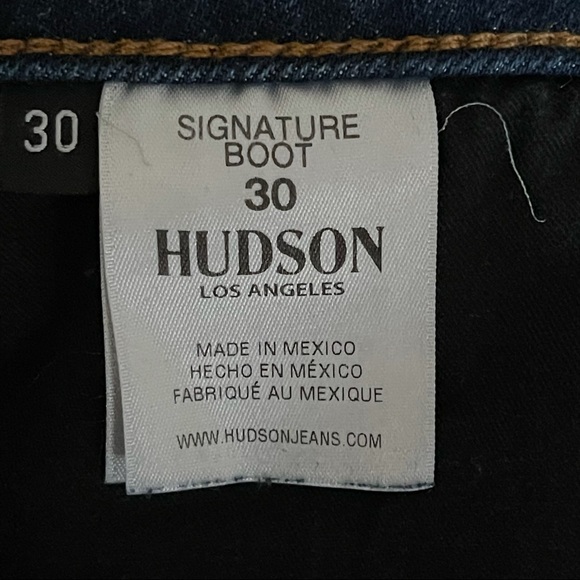 30
SIGNATURE
BOOT
30
HUDSON
LOS ANGELES
MADE IN MEXICO
HECHO EN MÉXICO
FABRIQUÉ AU MEXIQUE
WWW.HUDSONJEANS.COM